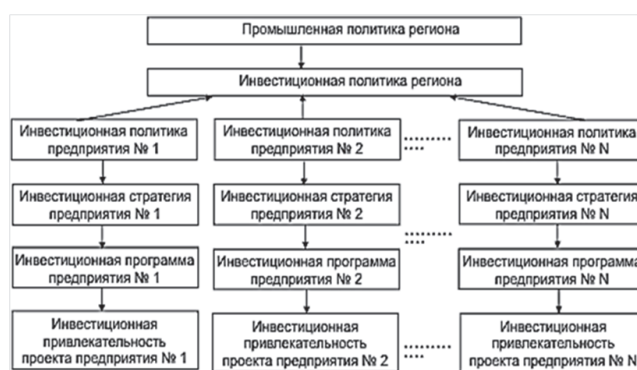 Промышленная политика региона
Инвестиционная политика региона
Инвестиционная политика
предприятия № 1
Инвестиционная политика
предприятия № 2
Инвестиционная политика
предприятия № N
Инвестиционная стратегия
предприятия № 1
Инвестиционная стратегия
предприятия № 2
Инвестиционная стратегия
предприятия № N
Инвестиционная программа
предприятия № 1
Инвестиционная программа
предприятия № 2
Инвестиционная программа
предприятия № N
Инвестиционная
привлекательность
проекта предприятия № 1
Инвестиционная
привлекательность
проекта предприятия № 2
Инвестиционная
привлекательность
проекта предприятия № N